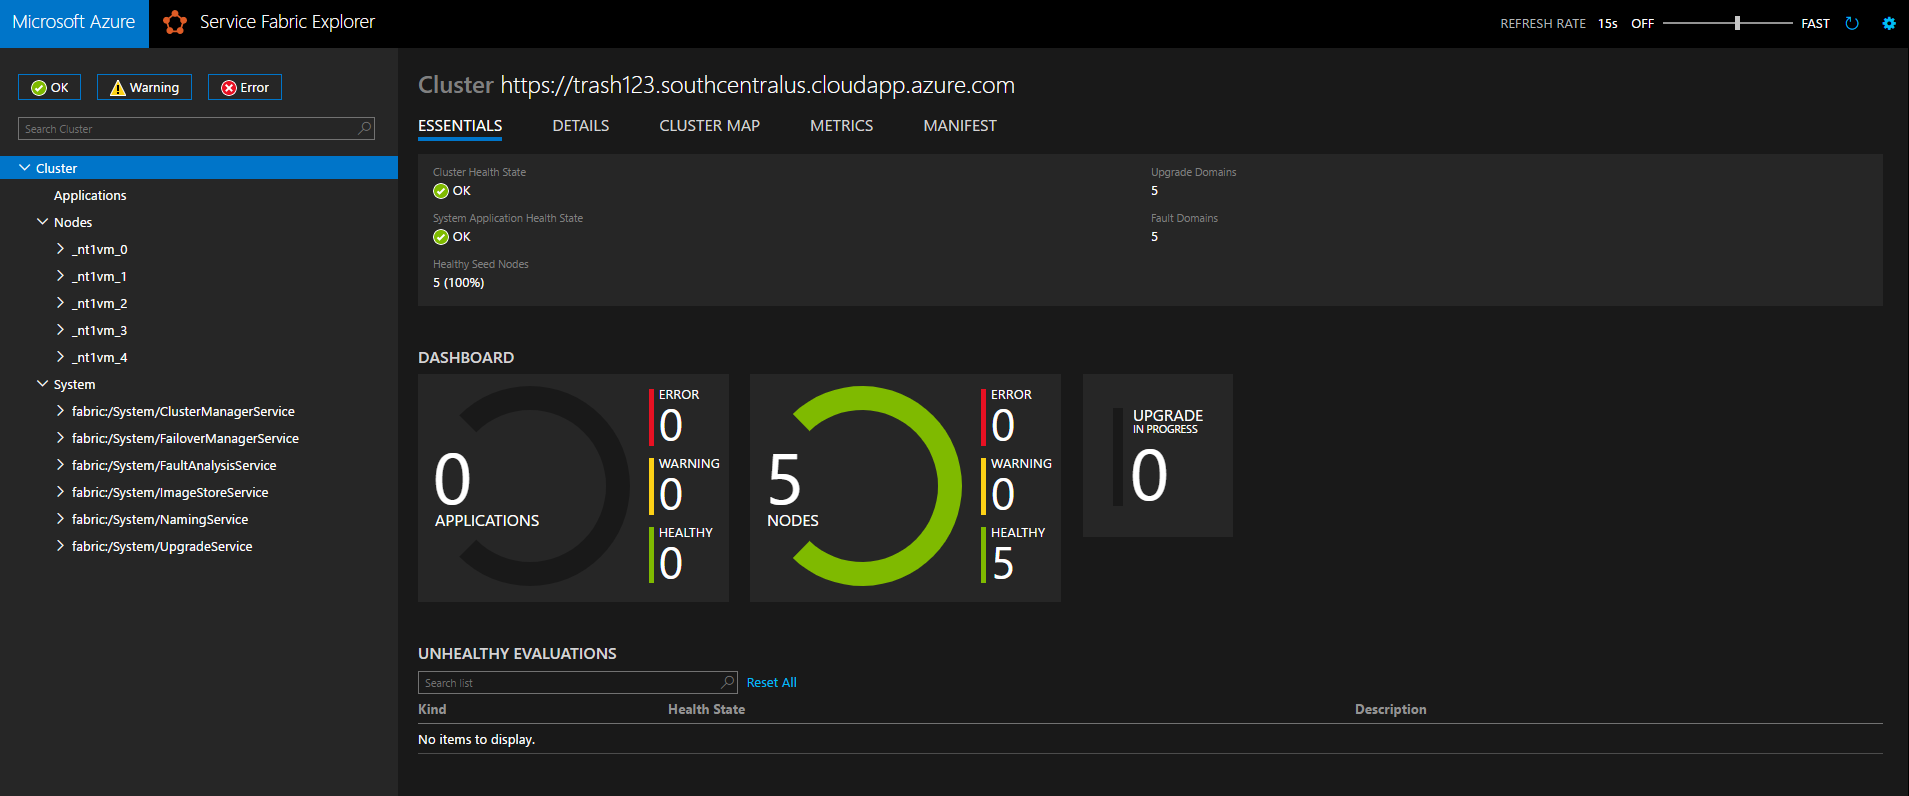 Microsoft Azure
Service Fabric Explorer
REFRESH RATE 15s OFF FAST
OK
Warning
Error
Search Cluster
Cluster
Applications
Nodes
_nt1vm_0
_nt1vm_1
_nt1vm_2
_nt1vm_3
_nt1vm_4
System
fabric:/System/ClusterManagerService
fabric:/System/FailoverManagerService
fabric:/System/FaultAnalysisService
fabric:/System/ImageStoreService
fabric:/System/NamingService
fabric:/System/UpgradeService
Cluster https://trash123.southcentralus.cloudapp.azure.com
ESSENTIALS DETAILS CLUSTER MAP METRICS MANIFEST
Cluster Health State
OK
System Application Health State
OK
Healthy Seed Nodes
5 (100%)
Upgrade Domains
5
Fault Domains
5
DASHBOARD
0
APPLICATIONS
ERROR
0
WARNING
0
HEALTHY
0
5
NODES
ERROR
0
WARNING
0
HEALTHY
5
UPGRADE
IN PROGRESS
0
UNHEALTHY EVALUATIONS
Search list
Reset All
Kind Health State Description
No items to display.